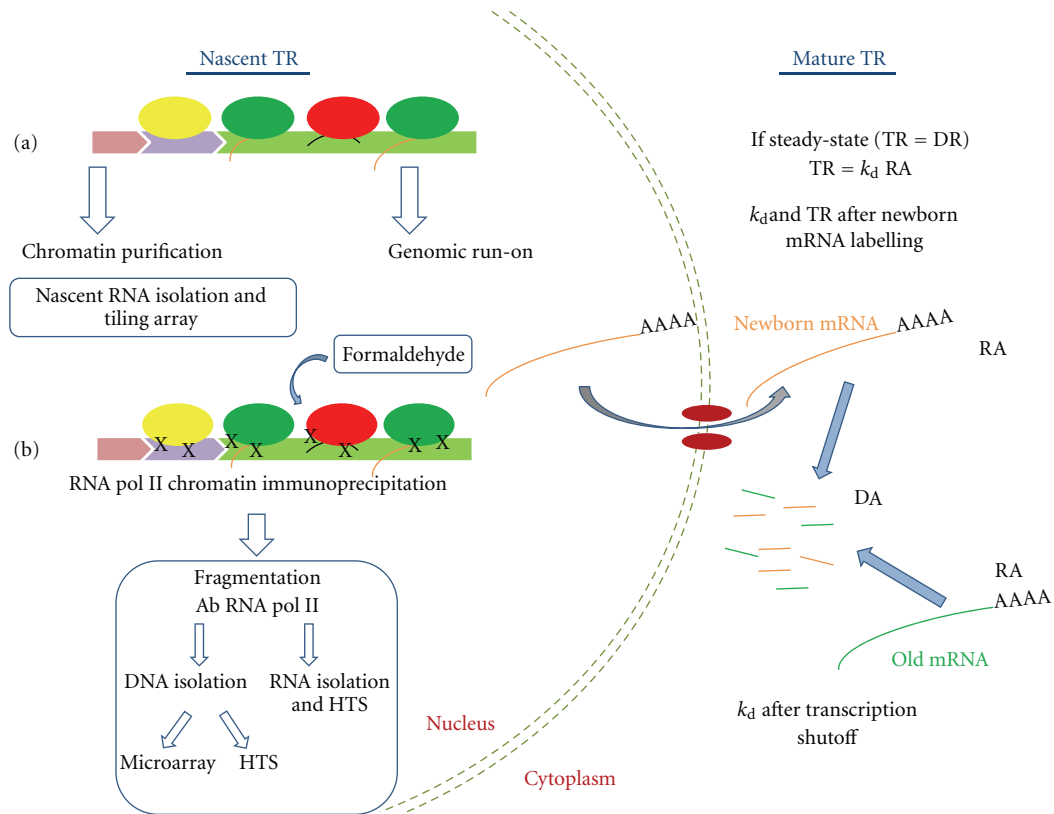 Nascent TR
Mature TR
(a)
If steady-state (TR = DR)
TR = kd RA
kd and TR after newborn
mRNA labelling
Chromatin purification
Genomic run-on
Nascent RNA isolation and
tiling array
Formaldehyde
AAAA
Newborn mRNA
AAAA
RA
X X X X X X X X
(b)
RNA pol II chromatin immunoprecipitation
DA
Fragmentation
Ab RNA pol II
DNA isolation
RNA isolation
and HTS
Microarray
HTS
RA
AAAA
Old mRNA
kd after transcription
shutoff
Nucleus
Cytoplasm